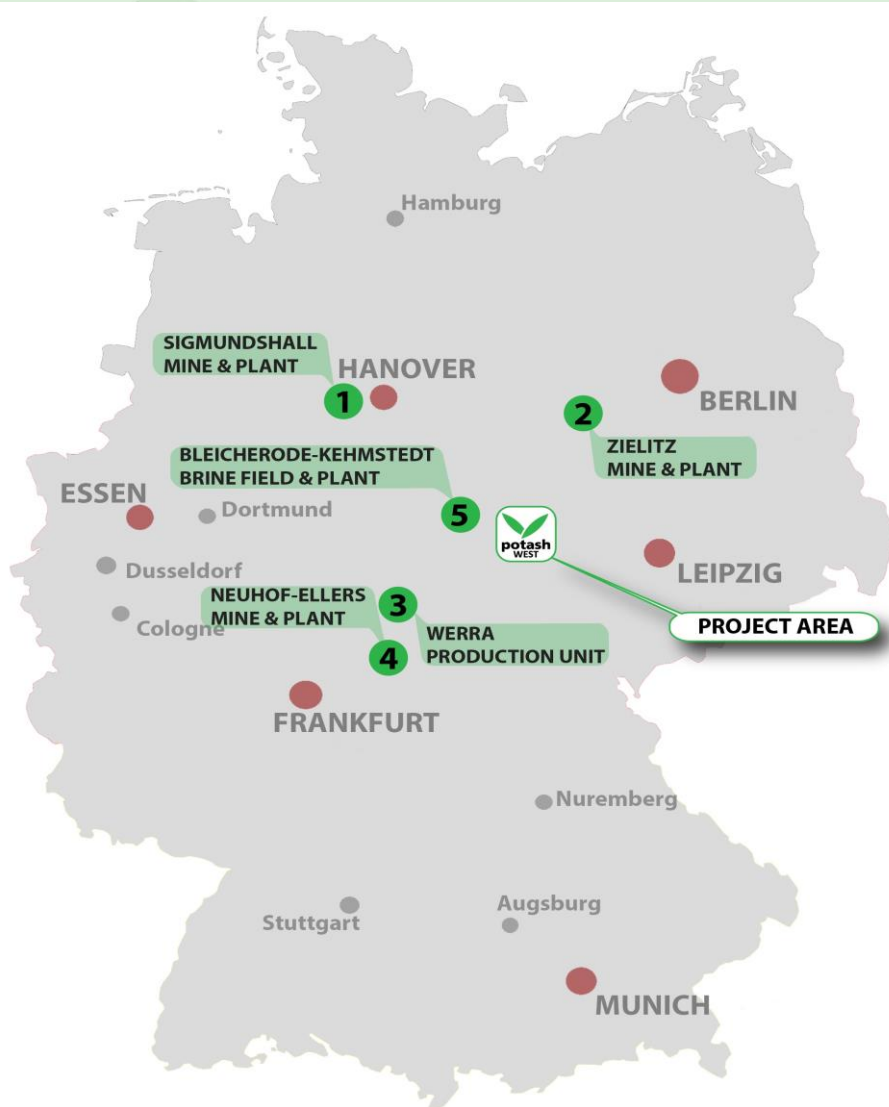 Hamburg
SIGMUNDSHALL
MINE & PLANT
HANOVER
1
2
BERLIN
ZIELITZ
MINE & PLANT
BLEICHERODE-KEHMSTEDT
BRINE FIELD & PLANT
ESSEN
Dortmund
5
potash
WEST
LEIPZIG
Dusseldorf
NEUHOF-ELLERS
MINE & PLANT
3
Cologne
WERRA
PRODUCTION UNIT
PROJECT AREA
4
FRANKFURT
Nuremberg
Stuttgart
Augsburg
MUNICH